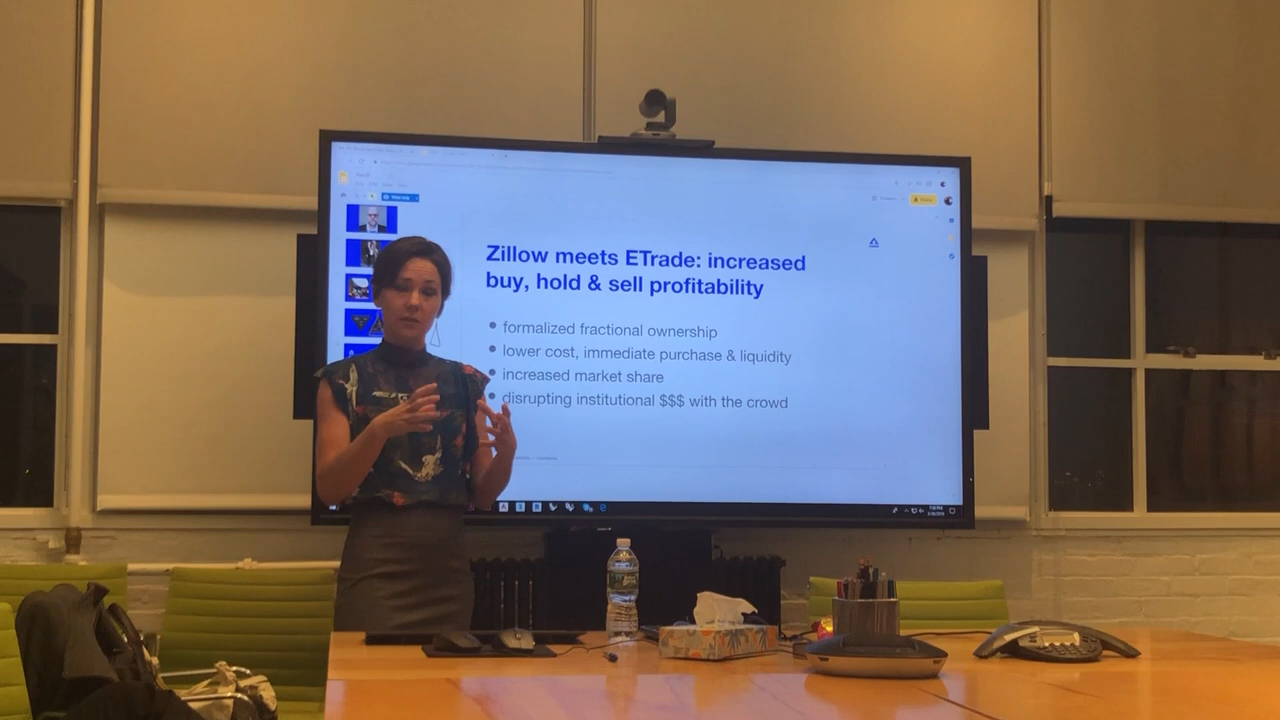 Zillow meets ETrade: increased
buy, hold & sell profitability
formalized fractional ownership
lower cost, immediate purchase & liquidity
increased market share
disrupting institutional $$$ with the crowd